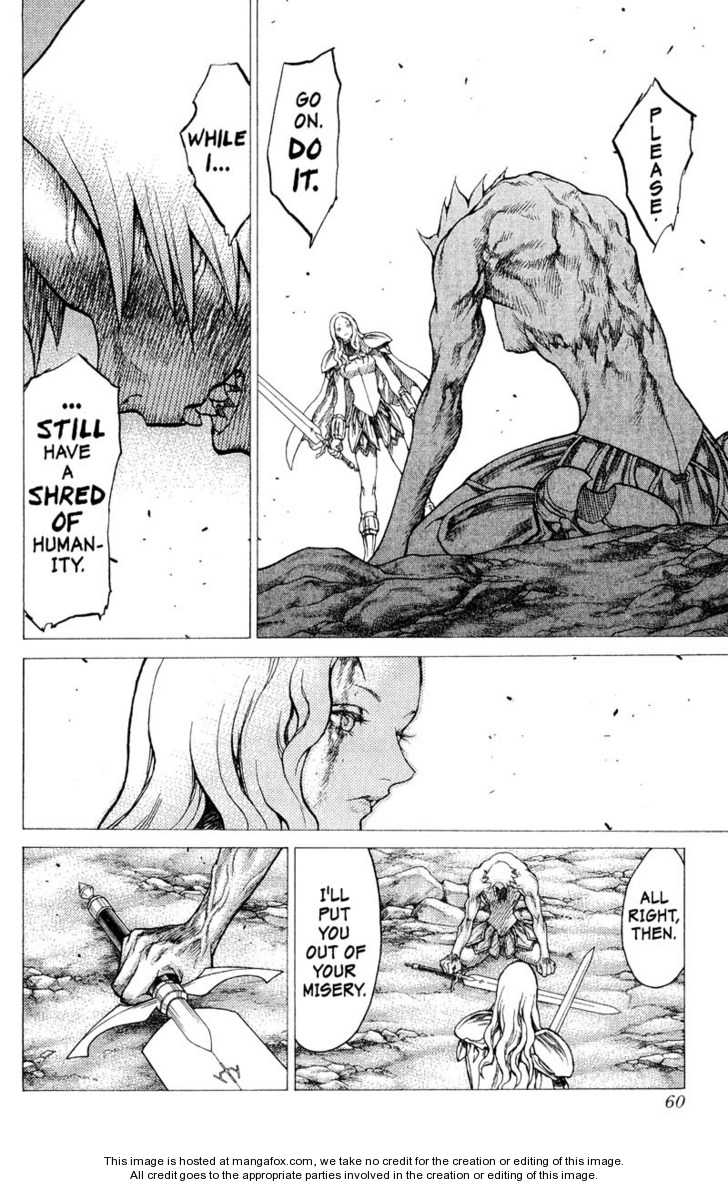 PLEASE.
GO
ON.
DO
IT.
WHILE
I...
...
STILL
HAVE
A
SHRED
OF
HUMAN-
ITY.
ALL
RIGHT,
THEN.
I'LL
PUT
YOU
OUT OF
YOUR
MISERY.
60
This image is hosted at mangafox.com, we take no credit for the creation or editing of this image.
All credit goes to the appropriate parties involved in the creation or editing of this image.